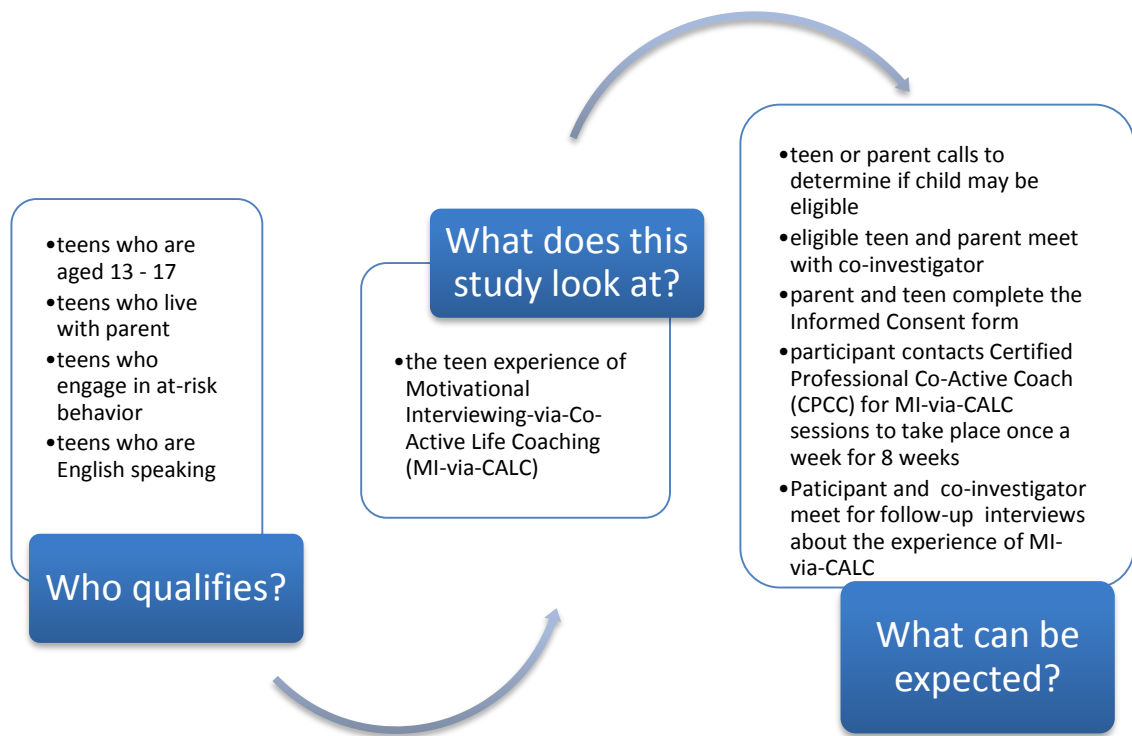 •teens who are
aged 13 - 17
•teens who live
with parent
•teens who
engage in at-risk
behavior
•teens who are
English speaking
Who qualifies?
What does this
study look at?
•the teen experience of
Motivational
Interviewing-via-Co-
Active Life Coaching
(MI-via-CALC)
•teen or parent calls to
determine if child may be
eligible
•eligible teen and parent meet
with co-investigator
•parent and teen complete the
Informed Consent form
•participant contacts Certified
Professional Co-Active Coach
(CPCC) for MI-via-CALC
sessions to take place once a
week for 8 weeks
•Paticipant and  co-investigator
meet for follow-up  interviews
about the experience of MI-
via-CALC
What can be
expected?